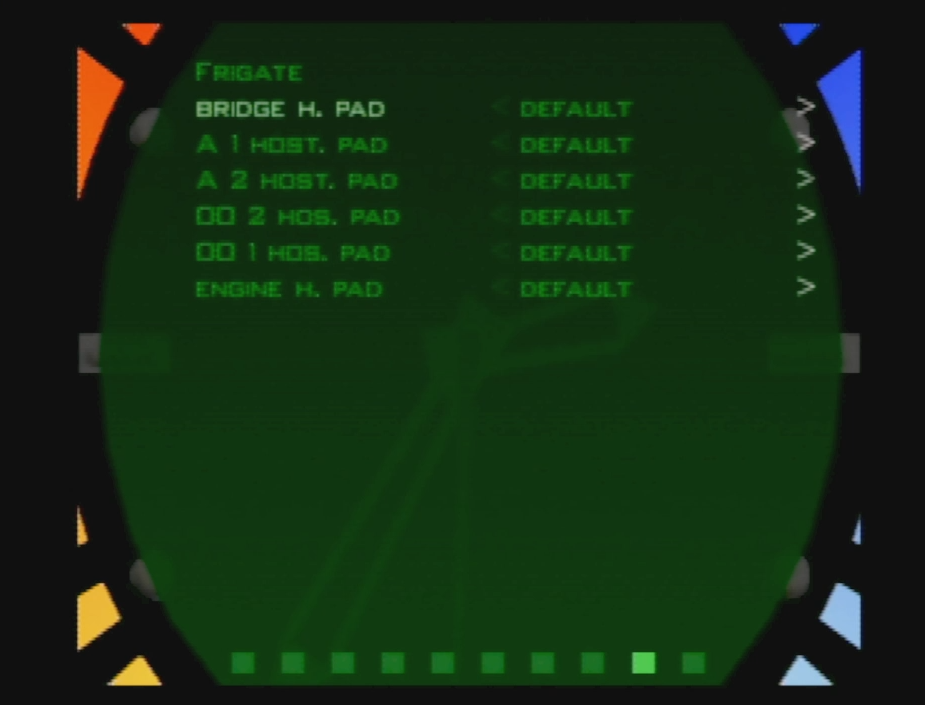 FRIGATE
BRIDGE H. PAD < DEFAULT >
A 1 HOST. PAD < DEFAULT >
A 2 HOST. PAD < DEFAULT >
OO 2 HOS. PAD < DEFAULT >
OO 1 HOS. PAD < DEFAULT >
ENGINE H. PAD < DEFAULT >